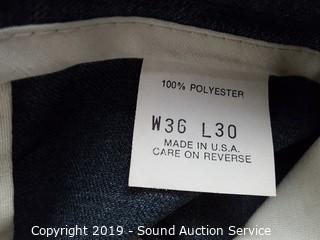 100% POLYESTER
W36 L30
MADE IN U.S.A.
CARE ON REVERSE
Copyright 2019 - Sound Auction Service